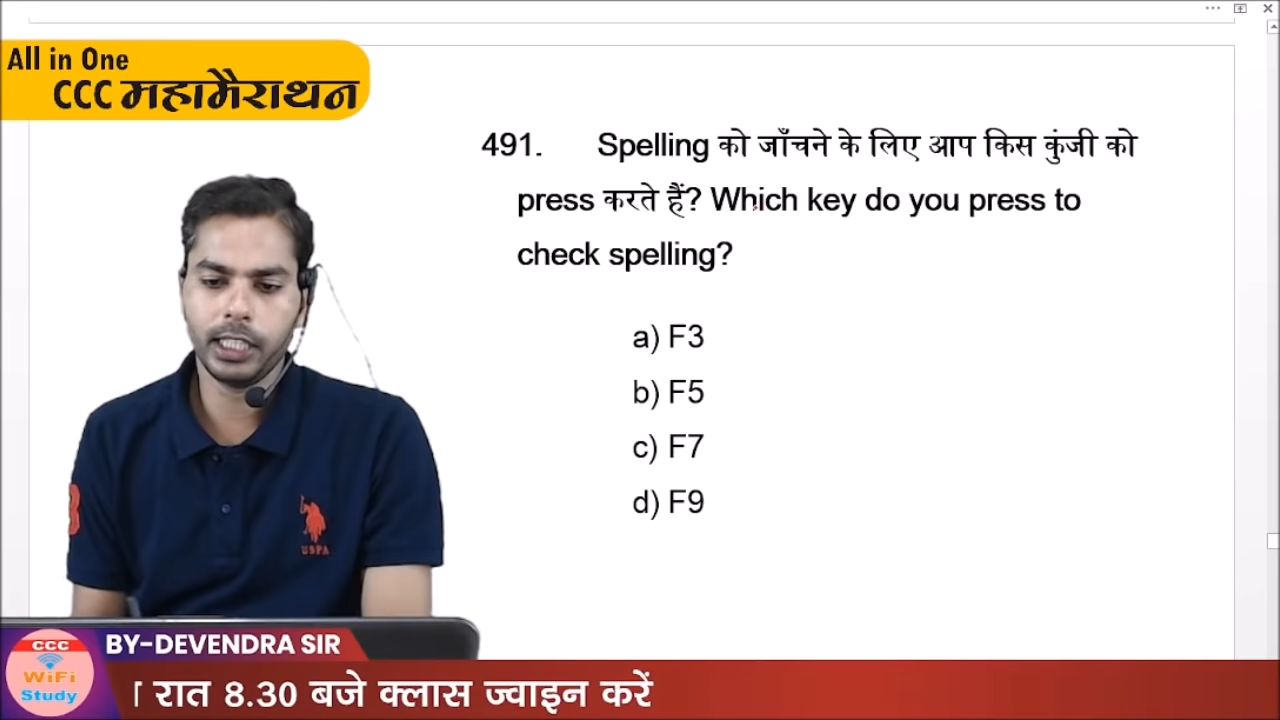 All in One
CCC महामैराथन
491. Spelling को जाँचने के लिए आप किस कुंजी को
press करते हैं? Which key do you press to
check spelling?
a) F3
b) F5
c) F7
d) F9
USPA
BY-DEVENDRA SIR
CCC
WiFi
Study
रात 8.30 बजे क्लास ज्वाइन करें